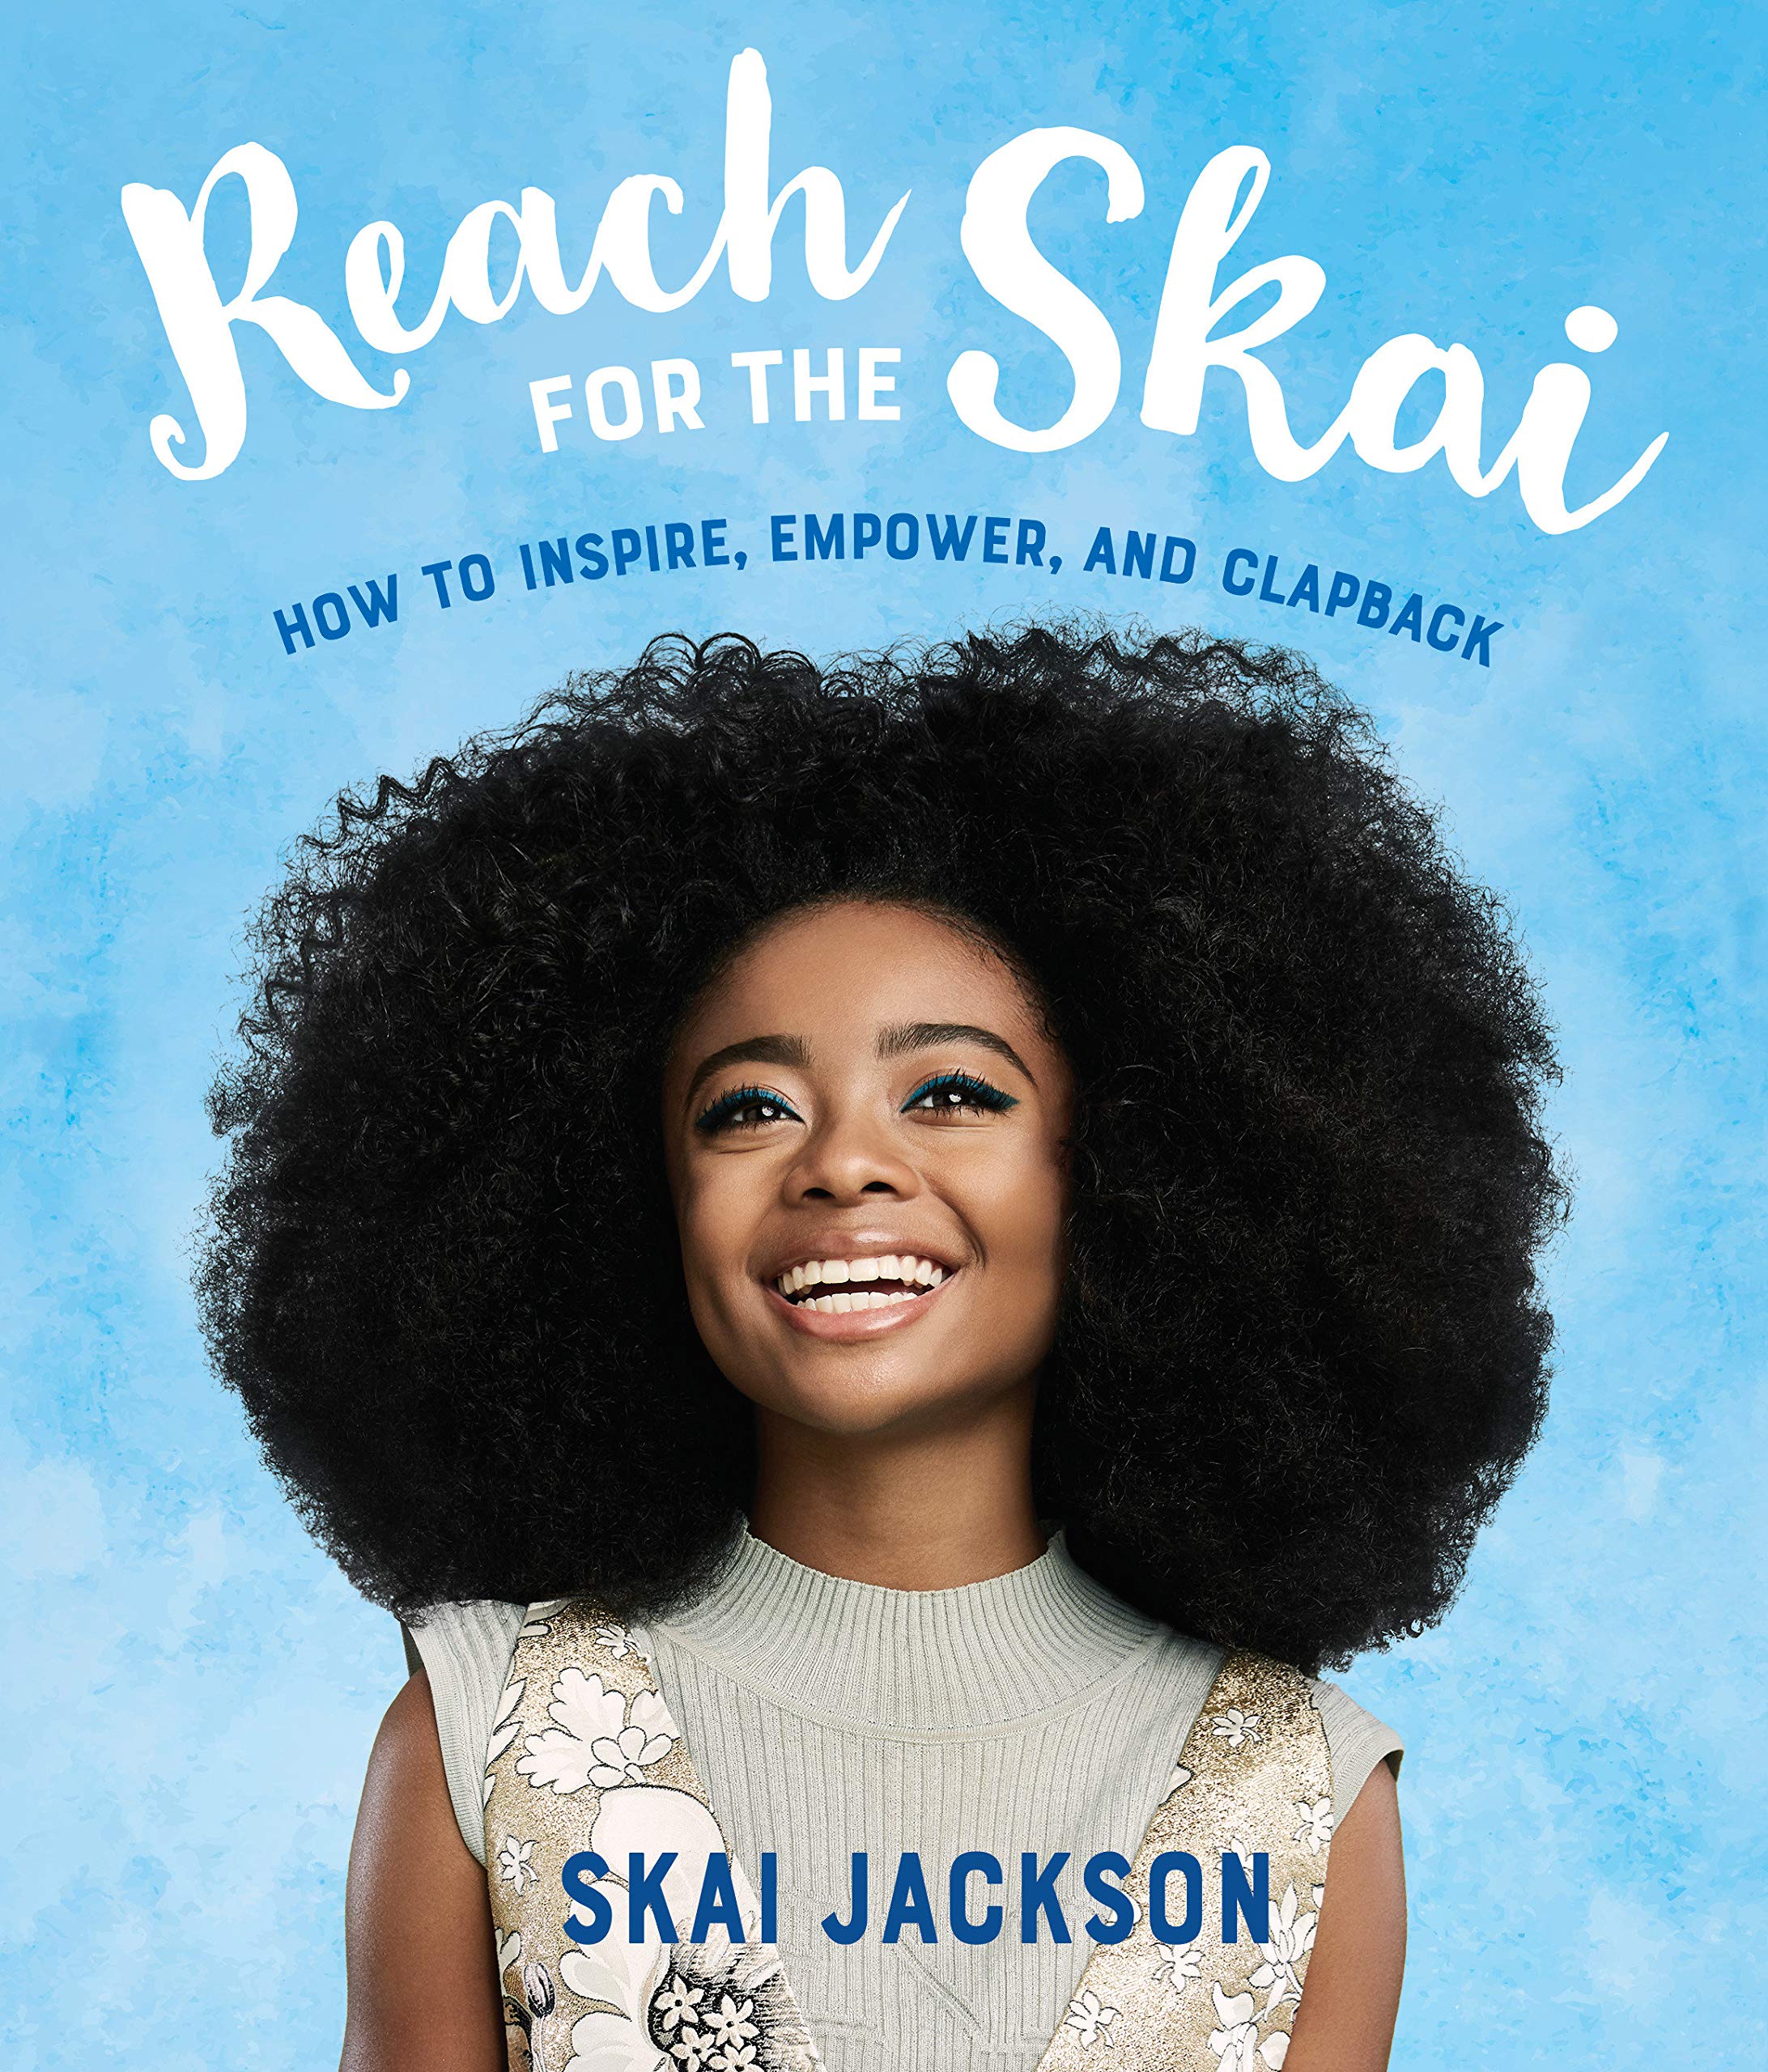 Reach
FOR THE
Skai
HOW TO INSPIRE, EMPOWER, AND CLAPBACK
SKAI JACKSON